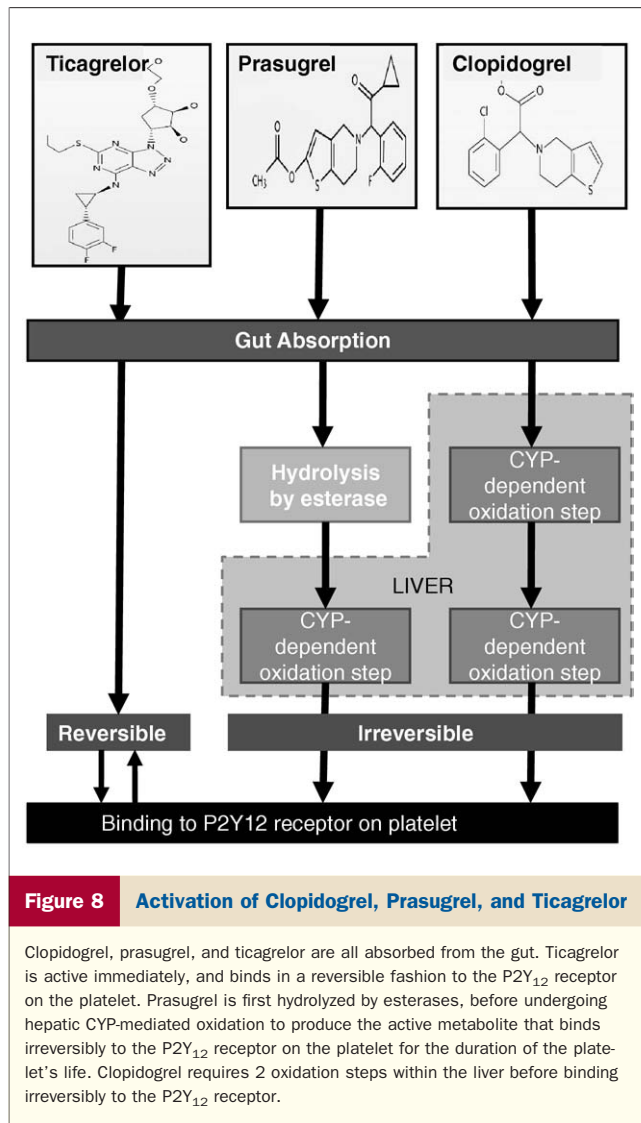 Ticagrelor
Prasugrel
Clopidogrel
O
O
O
O
S
N
N
N
N
N
N
F
F
O
O
CH₃
O
S
N
F
O
O
Cl
N
S
Gut Absorption
Hydrolysis
by esterase
CYP-
dependent
oxidation step
LIVER
CYP-
dependent
oxidation step
CYP-
dependent
oxidation step
Reversible
Irreversible
Binding to P2Y12 receptor on platelet
Figure 8 Activation of Clopidogrel, Prasugrel, and Ticagrelor
Clopidogrel, prasugrel, and ticagrelor are all absorbed from the gut. Ticagrelor
is active immediately, and binds in a reversible fashion to the P2Y₁₂ receptor
on the platelet. Prasugrel is first hydrolyzed by esterases, before undergoing
hepatic CYP-mediated oxidation to produce the active metabolite that binds
irreversibly to the P2Y₁₂ receptor on the platelet for the duration of the plate-
let's life. Clopidogrel requires 2 oxidation steps within the liver before binding
irreversibly to the P2Y₁₂ receptor.